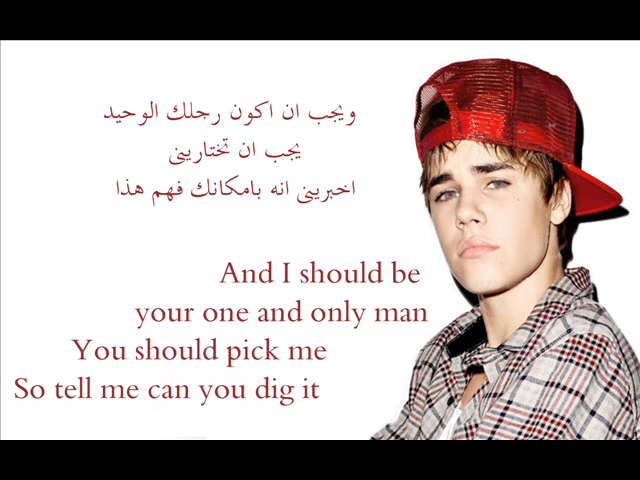 ويجب ان اكون رجلك الوحيد
يجب ان تختاريني
اخبريني انه بامكانك فهم هذا
And I should be
your one and only man
You should pick me
So tell me can you dig it